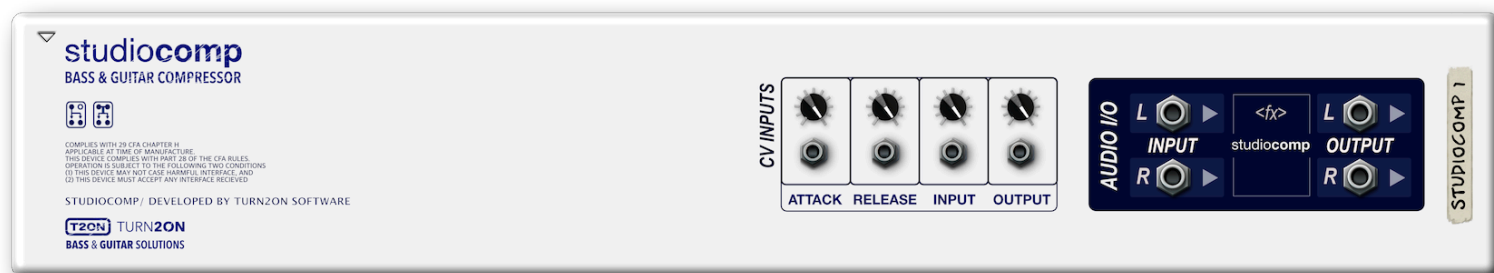 studiocomp
BASS & GUITAR COMPRESSOR
COMPLIES WITH 29 CFA CHAPTER H
APPLICABLE AT TIME OF MANUFACTURE.
THIS DEVICE COMPLIES WITH PART 28 OF THE CFA RULES.
OPERATION IS SUBJECT TO THE FOLLOWING TWO CONDITIONS
(1) THIS DEVICE MAY NOT CASE HARMFUL INTERFACE, AND
(2) THIS DEVICE MUST ACCEPT ANY INTERFACE RECIEVED
STUDIOCOMP/ DEVELOPED BY TURN2ON SOFTWARE
T2ON TURN2ON
BASS & GUITAR SOLUTIONS
CV INPUTS
ATTACK RELEASE INPUT OUTPUT
AUDIO I/O
L
INPUT
R
<fx>
studiocomp
L
OUTPUT
R
STUDIOCOMP 1